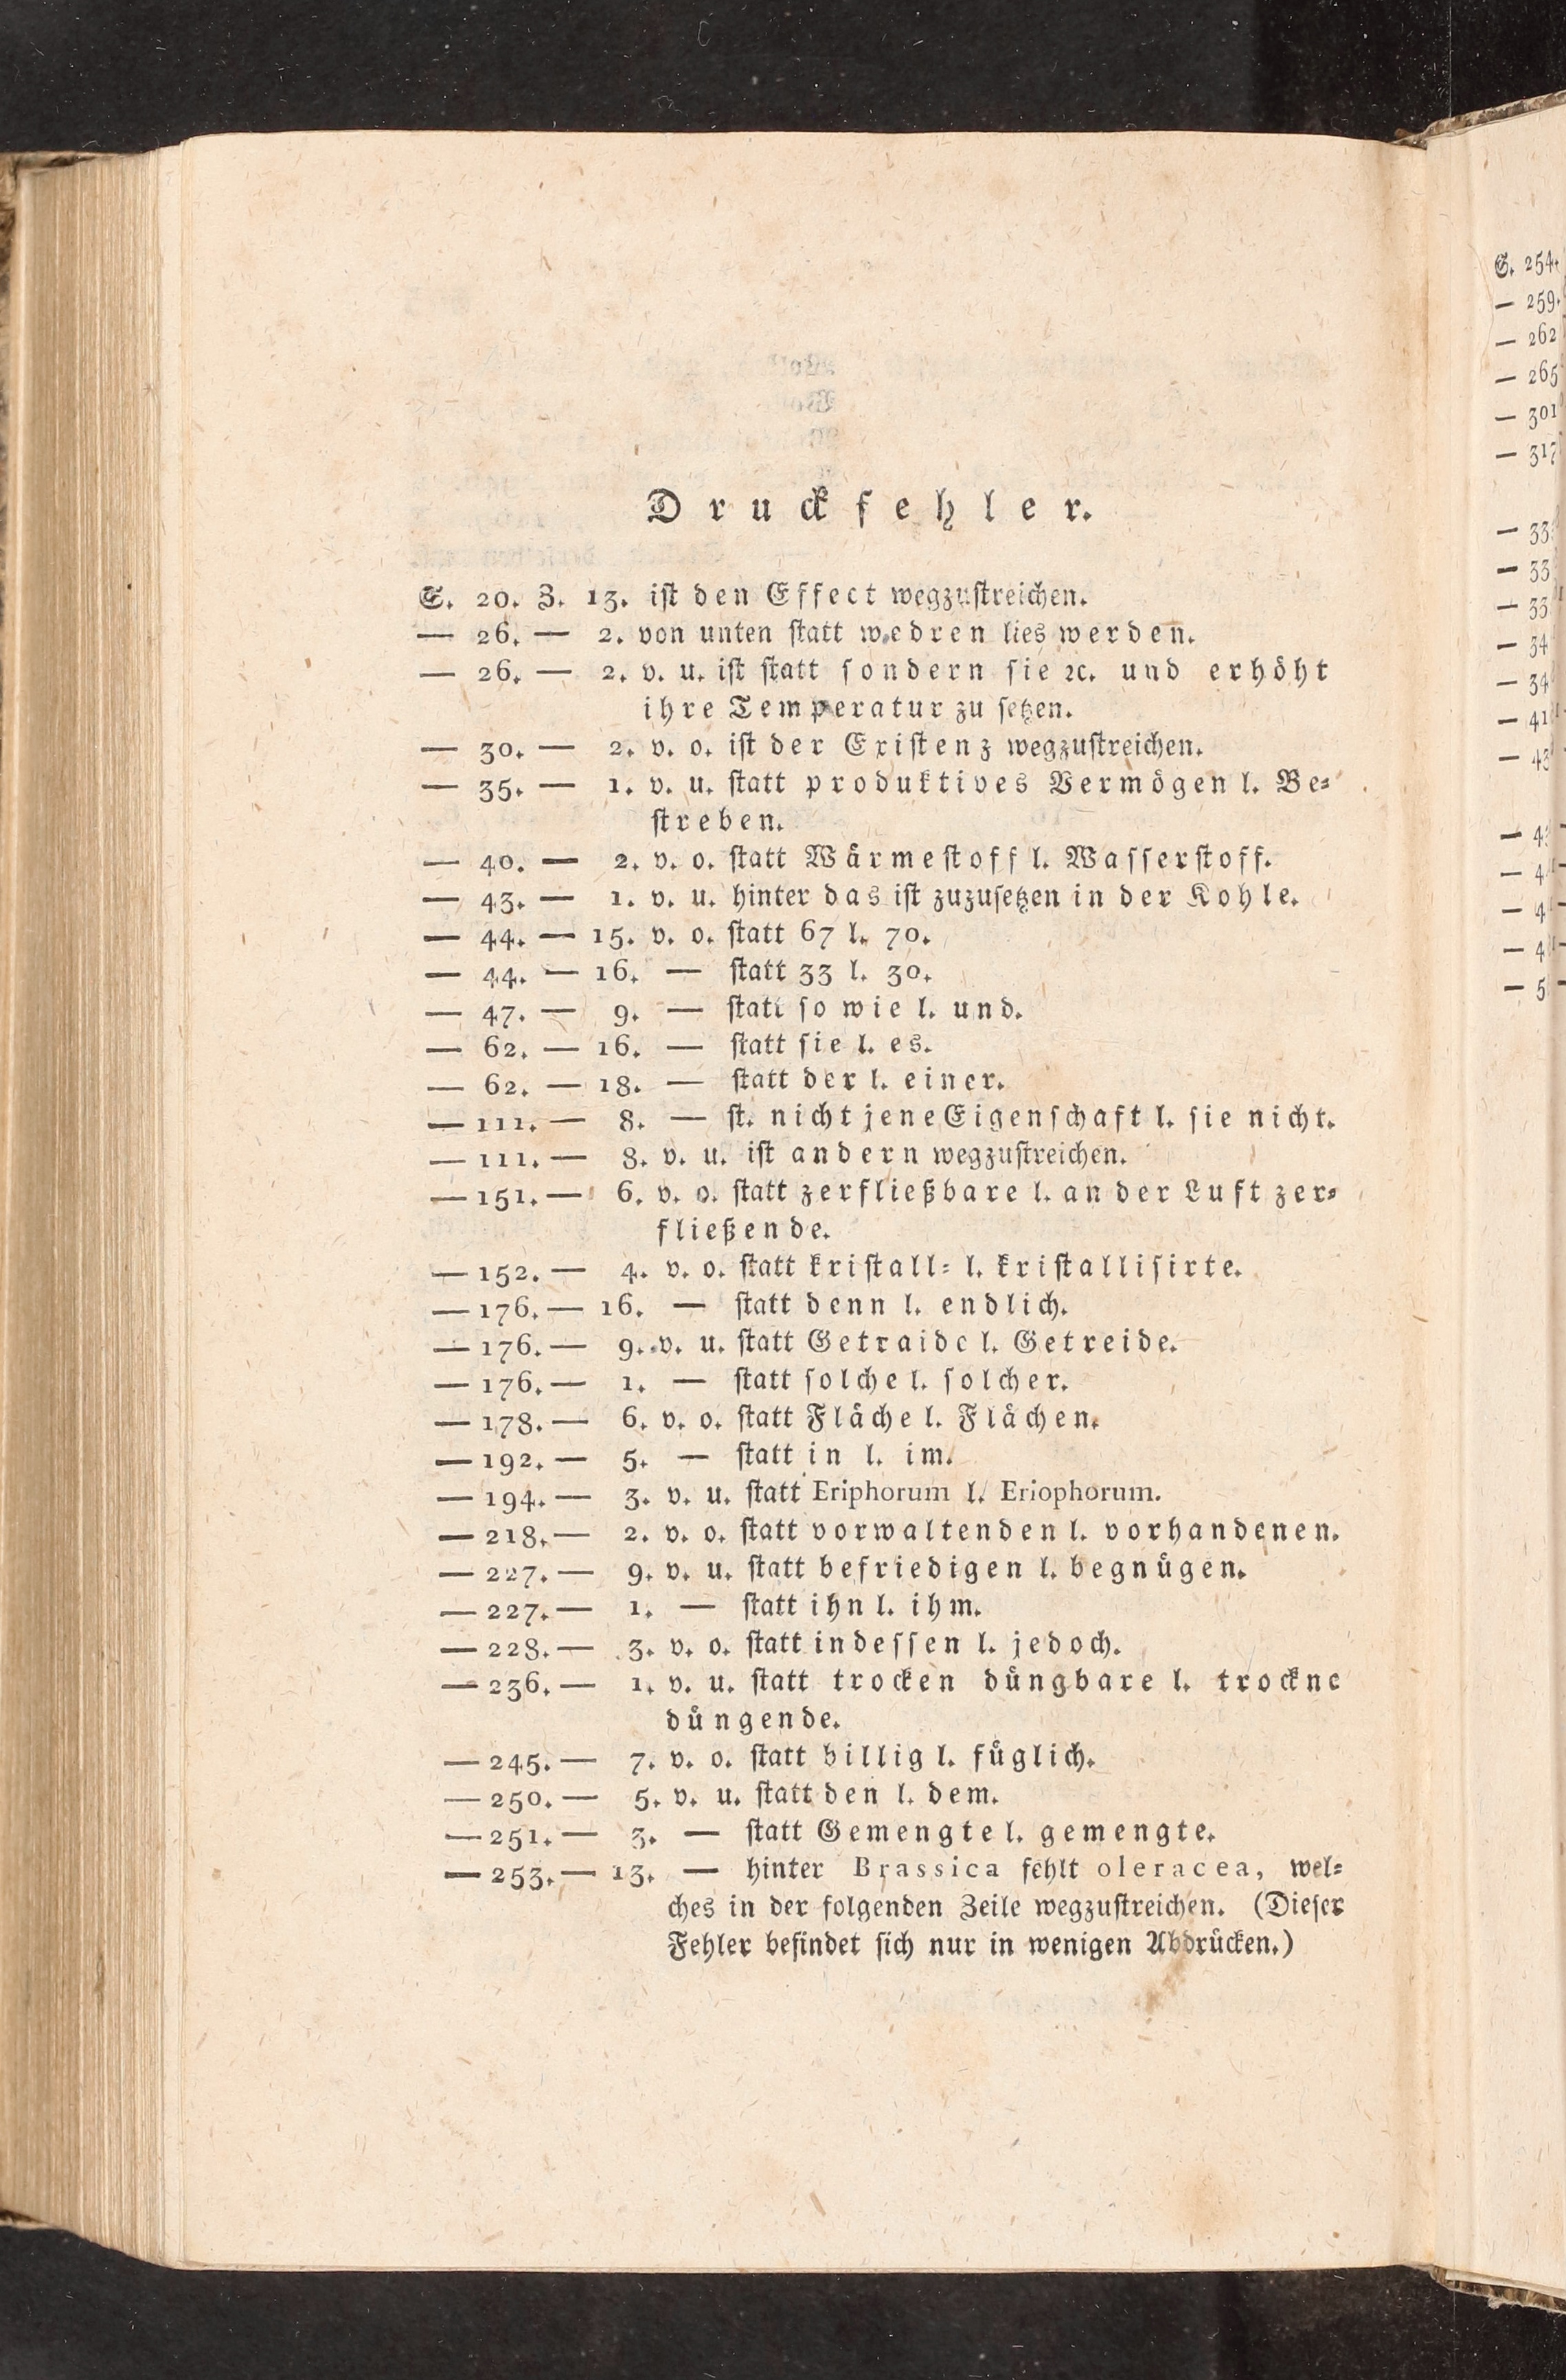 Druckfehler.
S. 20. Z. 13. iſt den Effect wegzuſtreichen.
— 26. — 2. von unten ſtatt wedren lies werden.
— 26. — 2. v. u. iſt ſtatt ſondern ſie ꝛc. und erhöht
ihre Temperatur zu ſetzen.
— 30. — 2. v. o. iſt der Exiſtenz wegzuſtreichen.
— 35. — 1. v. u. ſtatt produktives Vermögen l. Be-
ſtreben.
— 40. — 2. v. o. ſtatt Wärmeſtoff l. Waſſerſtoff.
— 43. — 1. v. u. hinter das iſt zuzuſetzen in der Kohle.
— 44. — 15. v. o. ſtatt 67 l. 70.
— 44. — 16. — ſtatt 33 l. 30.
— 47. — 9. — ſtatt ſo wie l. und.
— 62. — 16. — ſtatt ſie l. es.
— 62. — 18. — ſtatt der l. einer.
— 111. — 8. — ſt. nicht jene Eigenſchaft l. ſie nicht.
— 111. — 8. v. u. iſt andern wegzuſtreichen.
— 151. — 6. v. o. ſtatt zerfließbare l. an der Luft zer-
fließende.
— 152. — 4. v. o. ſtatt kriſtall- l. kriſtalliſirte.
— 176. — 16. — ſtatt denn l. endlich.
— 176. — 9. v. u. ſtatt Getraide l. Getreide.
— 176. — 1. — ſtatt ſolche l. ſolcher.
— 178. — 6. v. o. ſtatt Fläche l. Flächen.
— 192. — 5. — ſtatt in l. im.
— 194. — 3. v. u. ſtatt Eriphorum l. Eriophorum.
— 218. — 2. v. o. ſtatt vorwaltenden l. vorhandenen.
— 227. — 9. v. u. ſtatt befriedigen l. begnügen.
— 227. — 1. — ſtatt ihn l. ihm.
— 228. — 3. v. o. ſtatt indeſſen l. jedoch.
— 236. — 1. v. u. ſtatt trocken düngbare l. trockne
düngende.
— 245. — 7. v. o. ſtatt billig l. füglich.
— 250. — 5. v. u. ſtatt den l. dem.
— 251. — 3. — ſtatt Gemengte l. gemengte.
— 253. — 13. — hinter Brassica fehlt oleracea, wel-
ches in der folgenden Zeile wegzuſtreichen. (Dieſer
Fehler befindet ſich nur in wenigen Abdrücken.)
S. 254.
— 259.
— 262
— 265
— 301
— 317